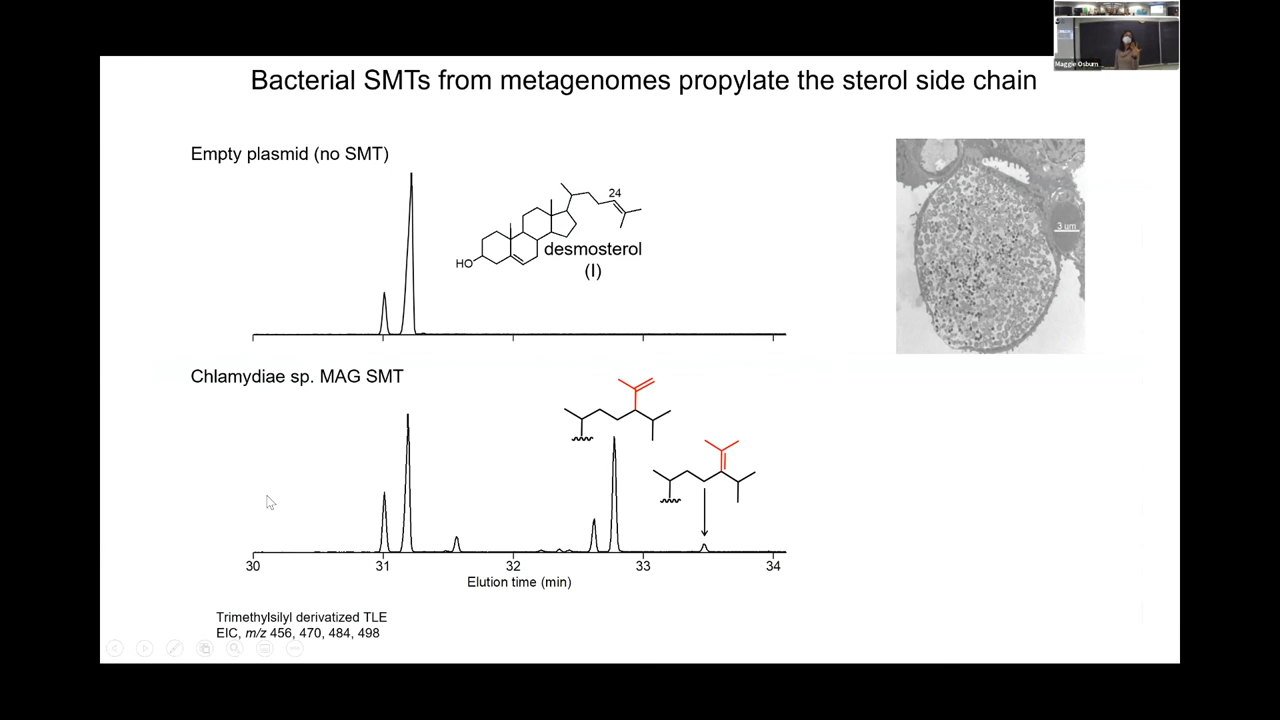 Maggie Osburn
Bacterial SMTs from metagenomes propylate the sterol side chain
Empty plasmid (no SMT)
24
desmosterol
(I)
HO
3 um
Chlamydiae sp. MAG SMT
30
31
32
33
34
Elution time (min)
Trimethylsilyl derivatized TLE
EIC, m/z 456, 470, 484, 498